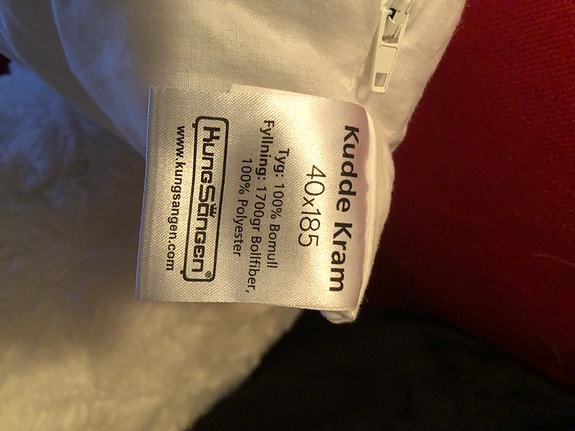 Kudde Kram
40x185
Tyg: 100% Bomull
Fyllning: 1700gr Bollfiber,
100% Polyester
KungSängen®
www.kungsangen.com